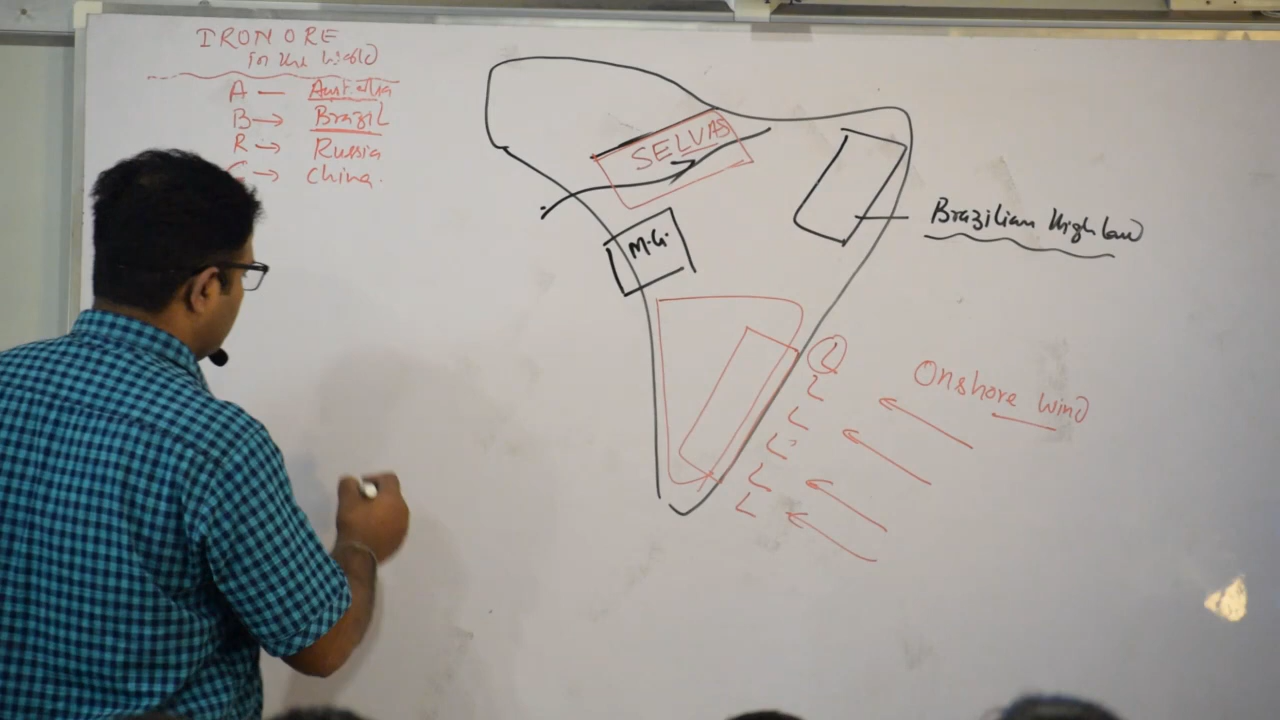 IRON ORE
in the world
A — Australia
B → Brazil
R → Russia
C → China.
SELVAS
M.G.
Brazilian Highland
L
L
L
L
L
L
Onshore wind